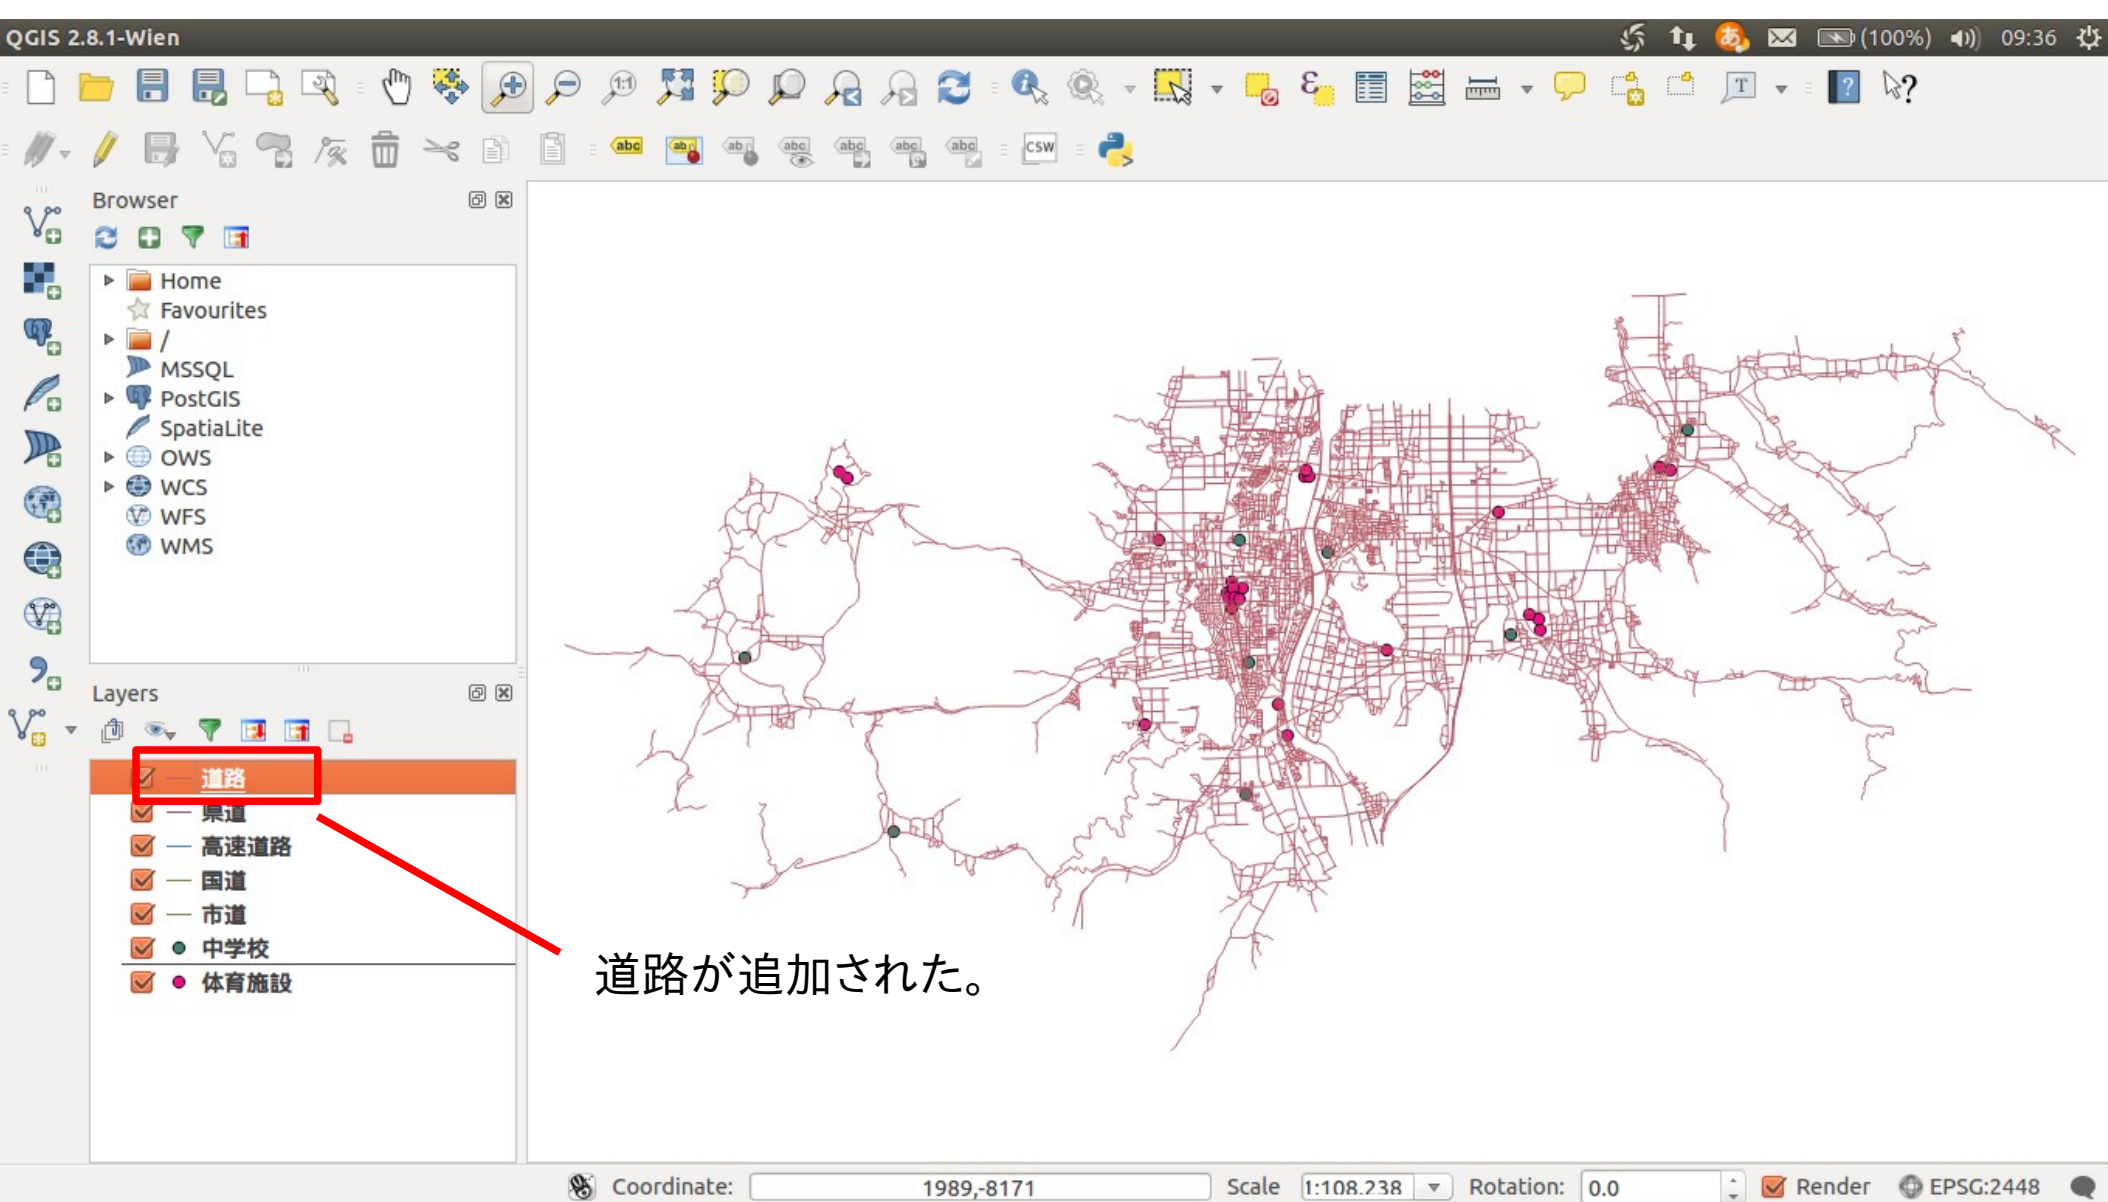 QGIS 2.8.1-Wien
(100%) 09:36
Browser
Home
Favourites
/
MSSQL
PostGIS
SpatiaLite
OWS
WCS
WFS
WMS
Layers
道路
県道
高速道路
国道
市道
中学校
体育施設
道路が追加された。
Coordinate: 1989,-8171 Scale 1:108.238 Rotation: 0.0 Render EPSG:2448